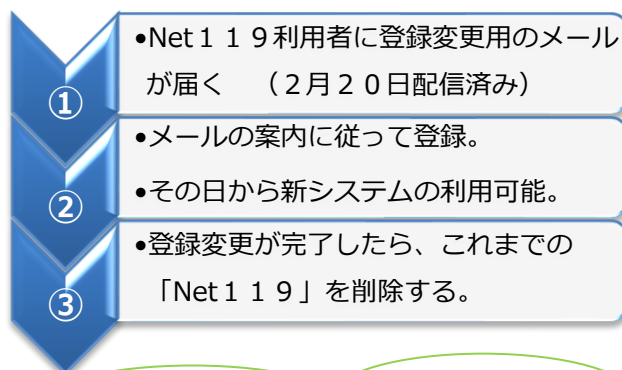 ①
•Net１１９利用者に登録変更用のメール
が届く　（２月２０日配信済み）
②
•メールの案内に従って登録。
•その日から新システムの利用可能。
③
•登録変更が完了したら、これまでの
「Net１１９」を削除する。